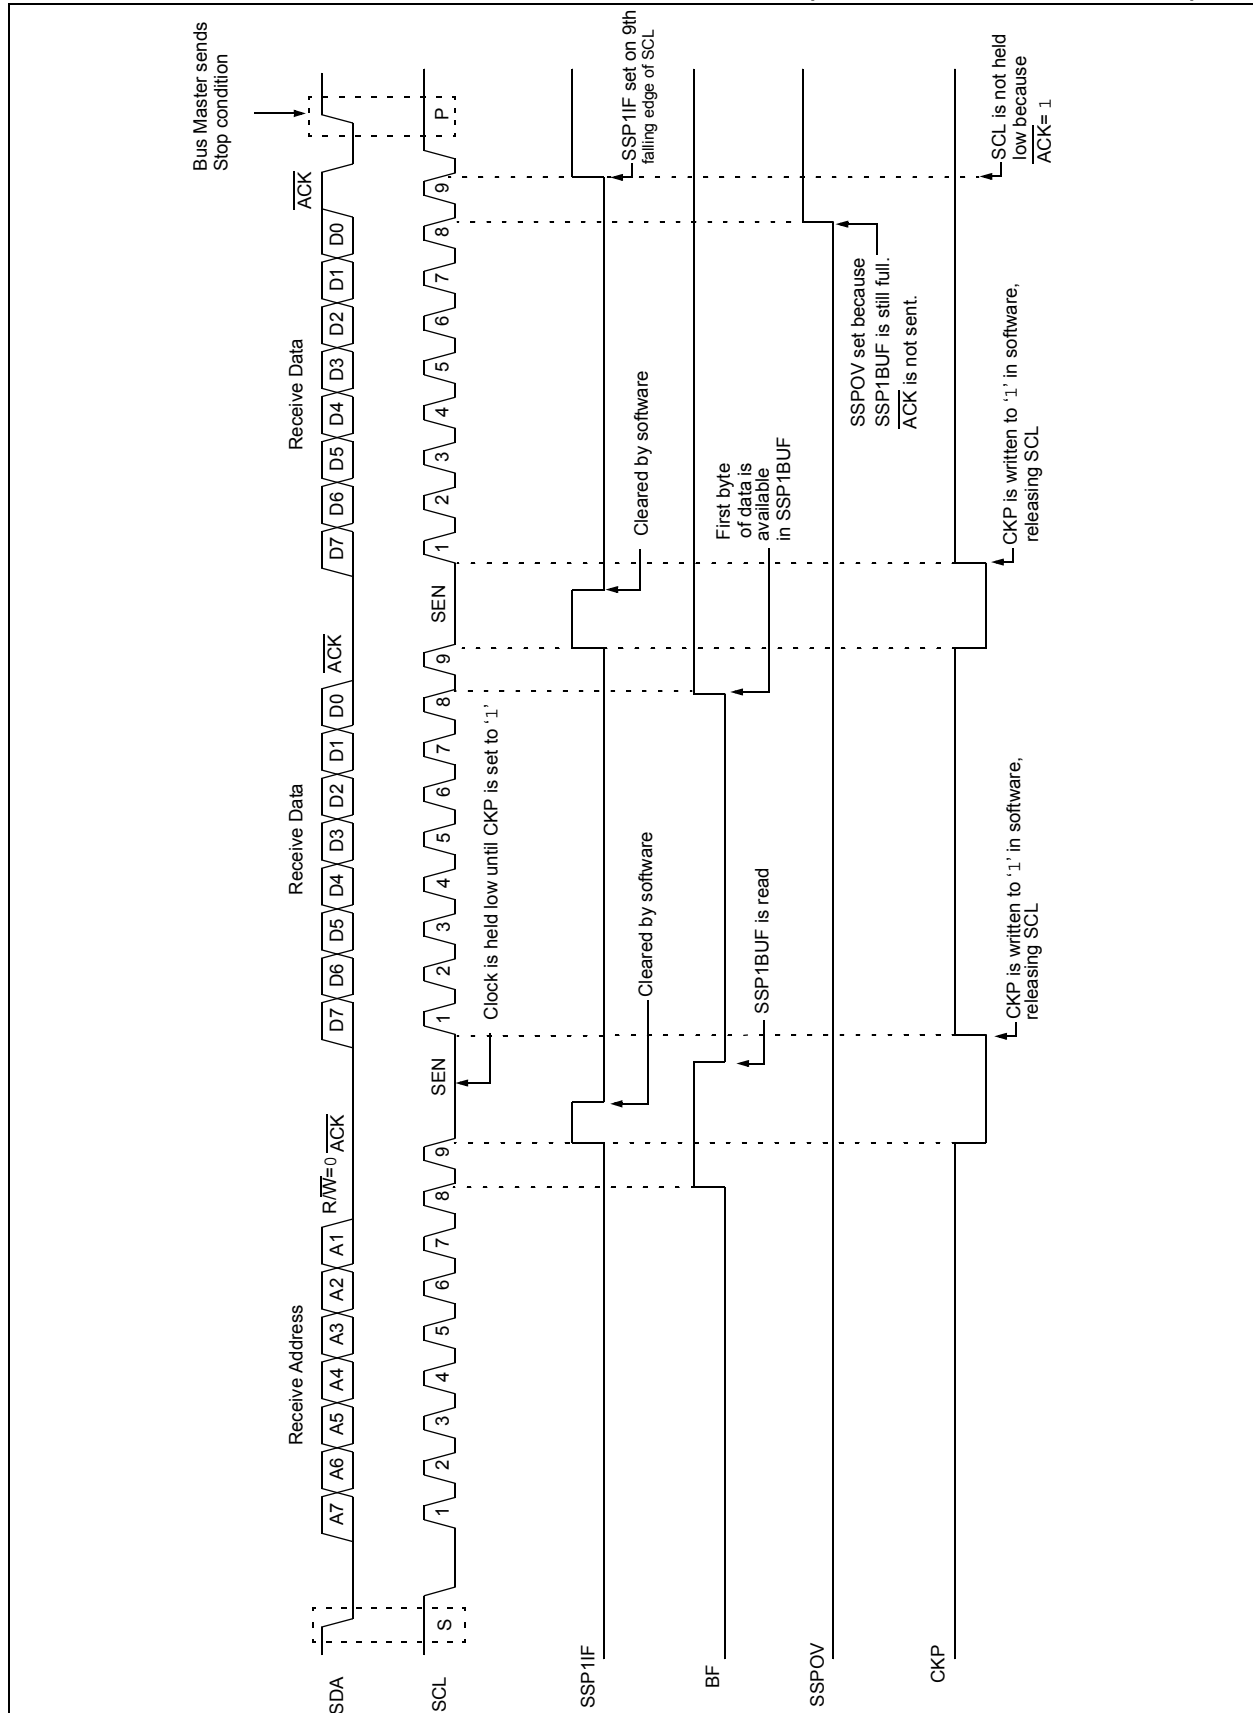 Bus Master sends
Stop condition
Receive Address
Receive Data
Receive Data
A̅C̅K̅
SDA
A7 A6 A5 A4 A3 A2 A1 R/W̅=0 A̅C̅K̅ D7 D6 D5 D4 D3 D2 D1 D0 A̅C̅K̅ D7 D6 D5 D4 D3 D2 D1 D0
SCL
S 1 2 3 4 5 6 7 8 9 SEN 1 2 3 4 5 6 7 8 9 SEN 1 2 3 4 5 6 7 8 9 P
Clock is held low until CKP is set to ‘1’
SSP1IF
Cleared by software
Cleared by software
SSP1IF set on 9th
falling edge of SCL
BF
SSP1BUF is read
First byte
of data is
available
in SSP1BUF
SSPOV
SSPOV set because
SSP1BUF is still full.
A̅C̅K̅ is not sent.
CKP
CKP is written to ‘1’ in software,
releasing SCL
CKP is written to ‘1’ in software,
releasing SCL
SCL is not held
low because
A̅C̅K̅= 1